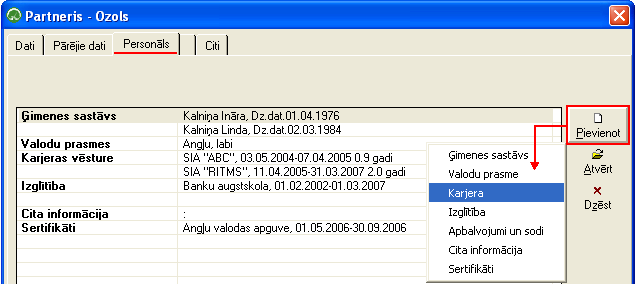 Partneris - Ozols
Dati Pārējie dati Personāls Citi
Ģimenes sastāvs Kalniņa Ināra, Dz.dat.01.04.1976
Kalniņa Linda, Dz.dat.02.03.1984
Valodu prasmes Angļu, labi
Karjeras vēsture SIA "ABC", 03.05.2004-07.04.2005 0.9 gadi
SIA "RITMS", 11.04.2005-31.03.2007 2.0 gadi
Izglītība Banku augstskola, 01.02.2002-01.03.2007
Cita informācija :
Sertifikāti Angļu valodas apguve, 01.05.2006-30.09.2006
Pievienot
Atvērt
Dzēst
Ģimenes sastāvs
Valodu prasme
Karjera
Izglītība
Apbalvojumi un sodi
Cita informācija
Sertifikāti